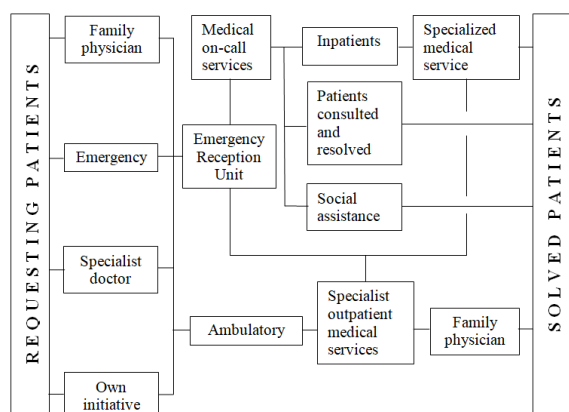 REQUESTING PATIENTS
Family
physician
Emergency
Specialist
doctor
Own
initiative
Medical
on-call
services
Emergency
Reception
Unit
Ambulatory
Inpatients
Patients
consulted
and
resolved
Social
assistance
Specialist
outpatient
medical
services
Specialized
medical
service
Family
physician
SOLVED PATIENTS